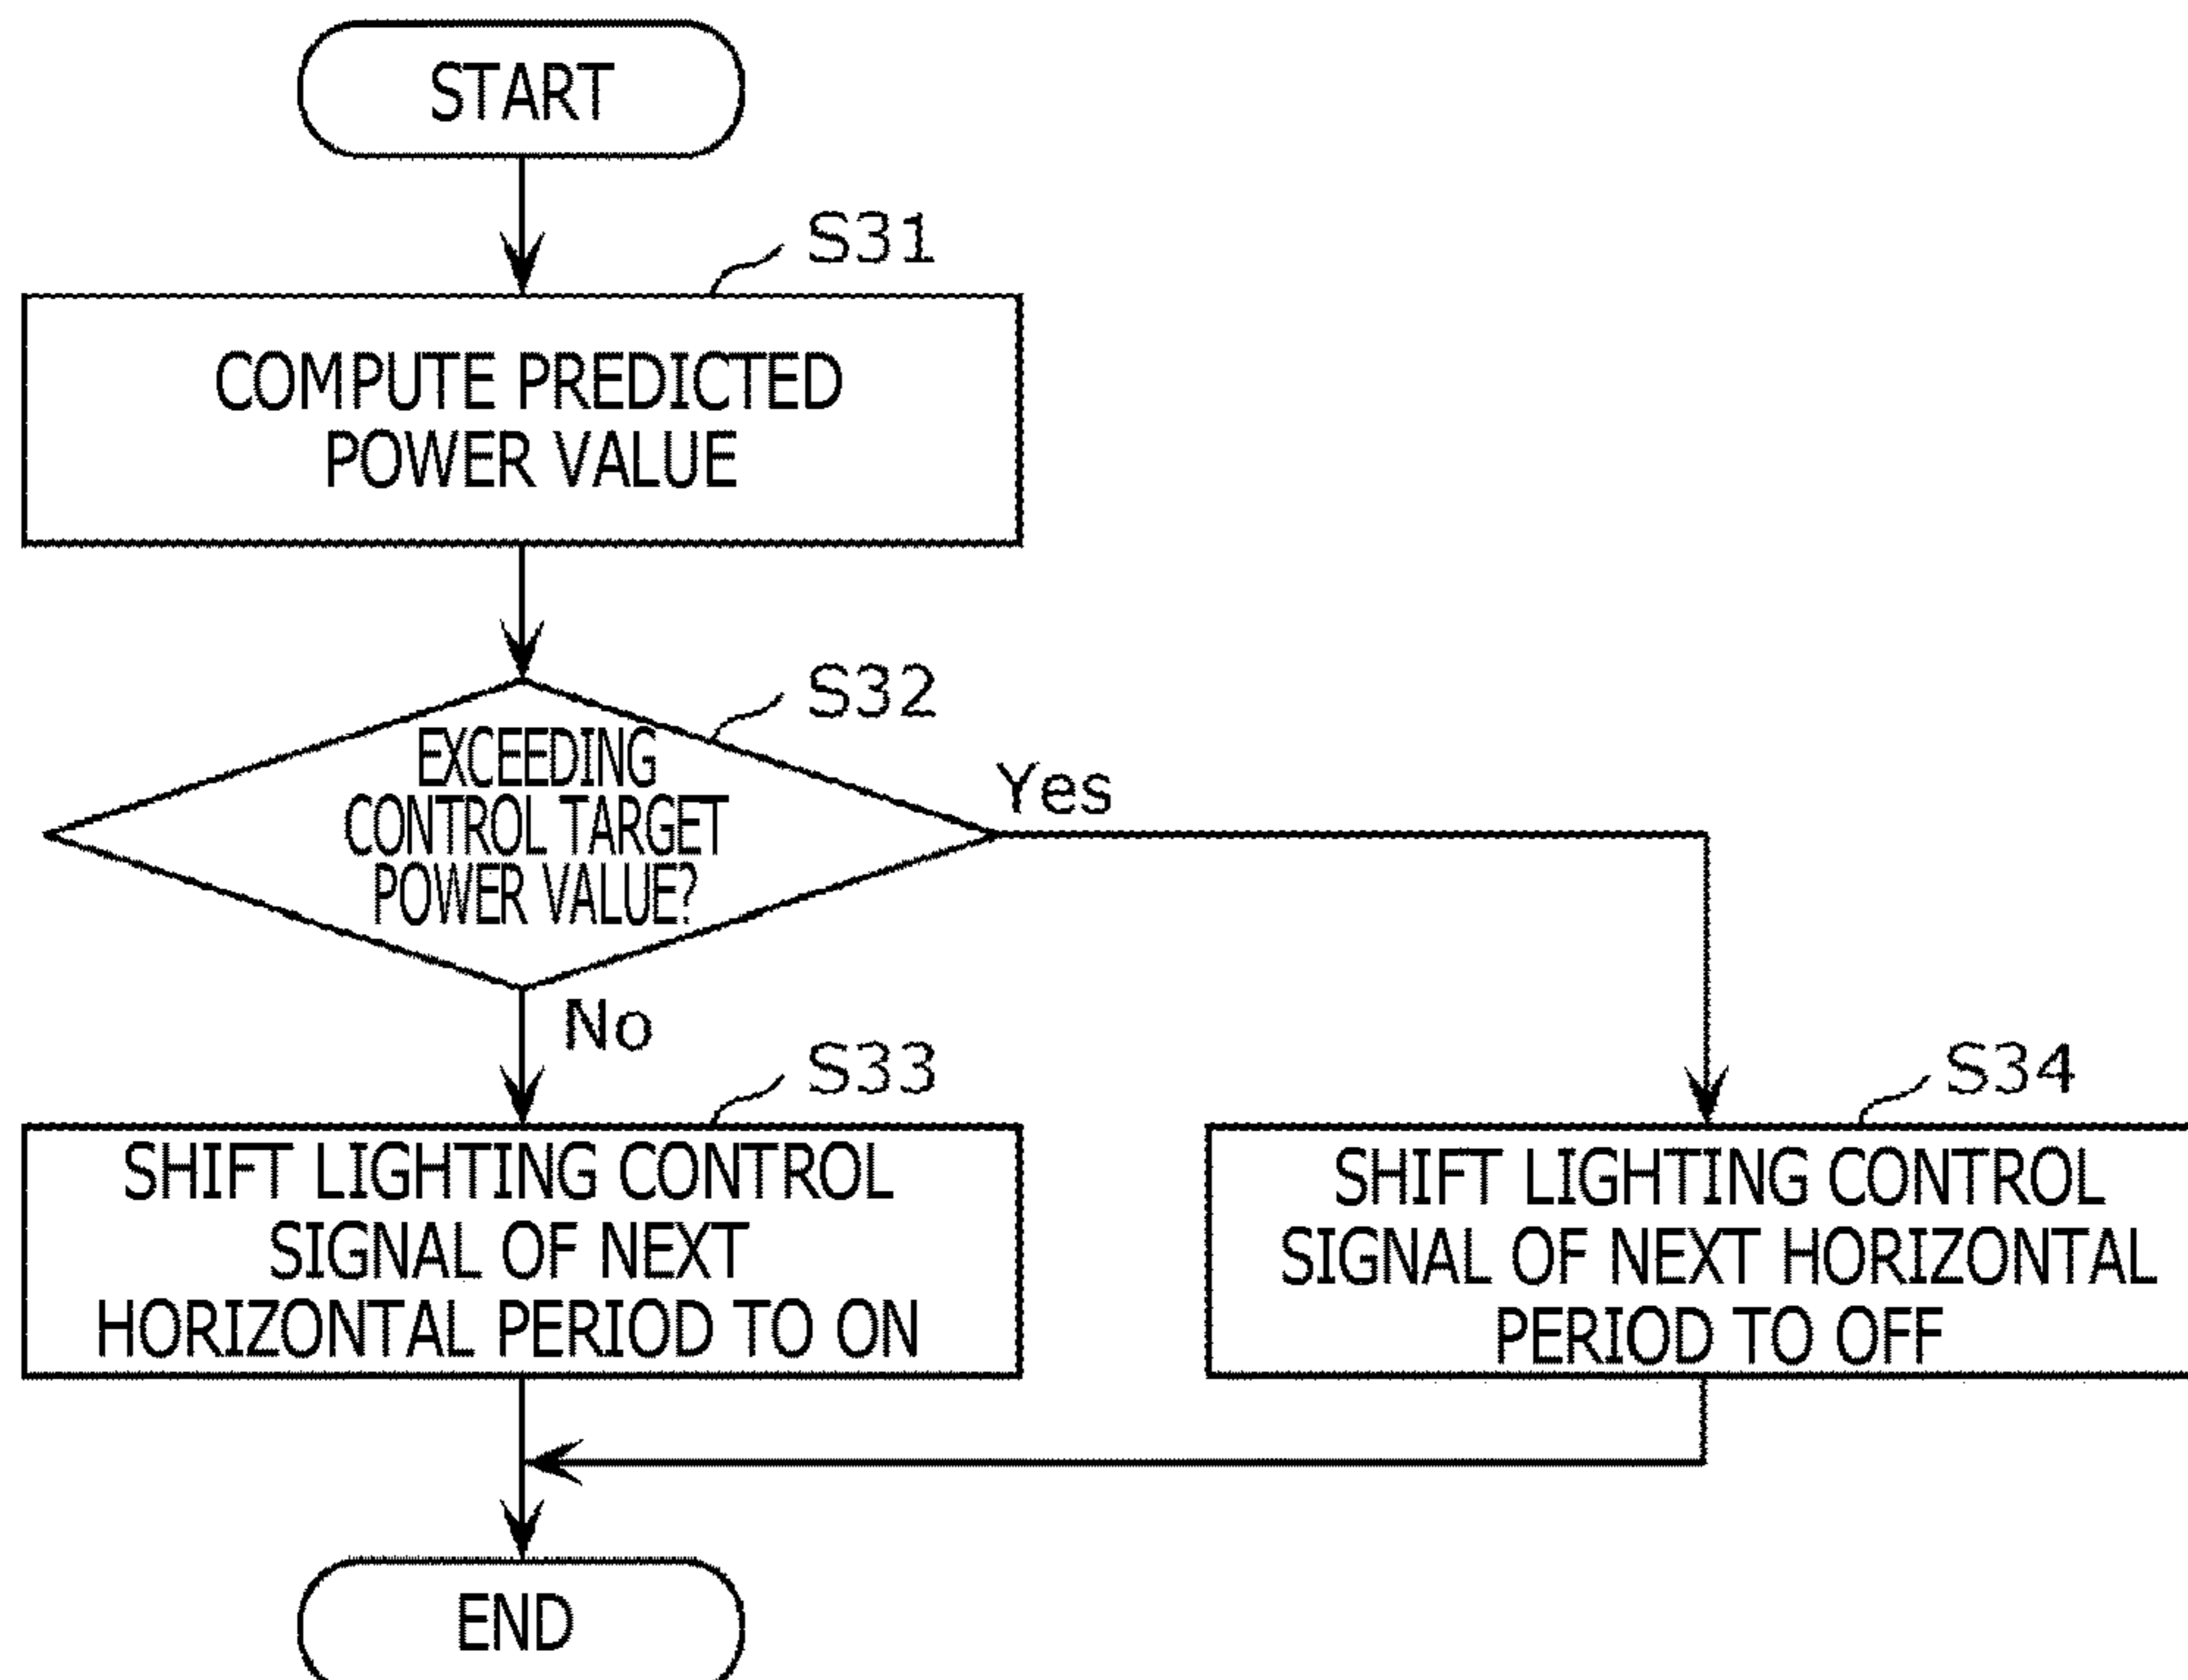 START
S31
COMPUTE PREDICTED
POWER VALUE
S32
EXCEEDING
CONTROL TARGET
POWER VALUE?
Yes
No
S33
SHIFT LIGHTING CONTROL
SIGNAL OF NEXT
HORIZONTAL PERIOD TO ON
S34
SHIFT LIGHTING CONTROL
SIGNAL OF NEXT HORIZONTAL
PERIOD TO OFF
END